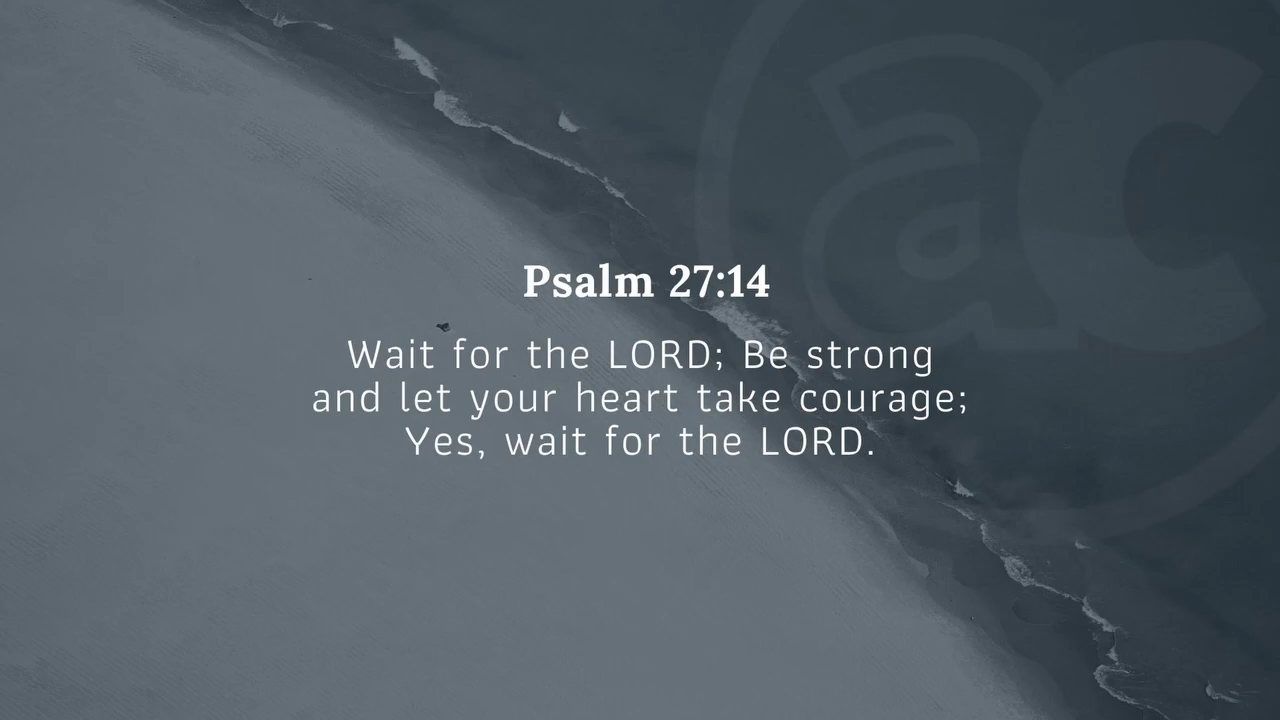 ac
Psalm 27:14
Wait for the LORD; Be strong
and let your heart take courage;
Yes, wait for the LORD.